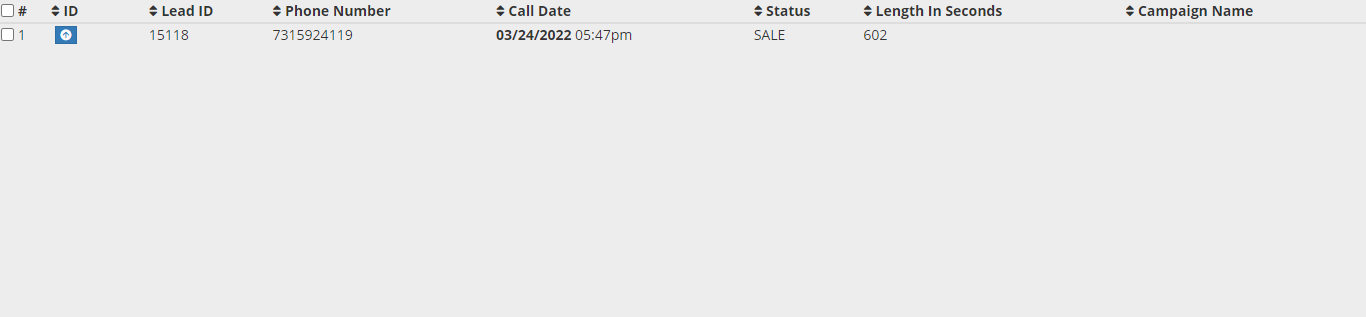 # ID Lead ID Phone Number Call Date Status Length In Seconds Campaign Name
1 15118 7315924119 03/24/2022 05:47pm SALE 602